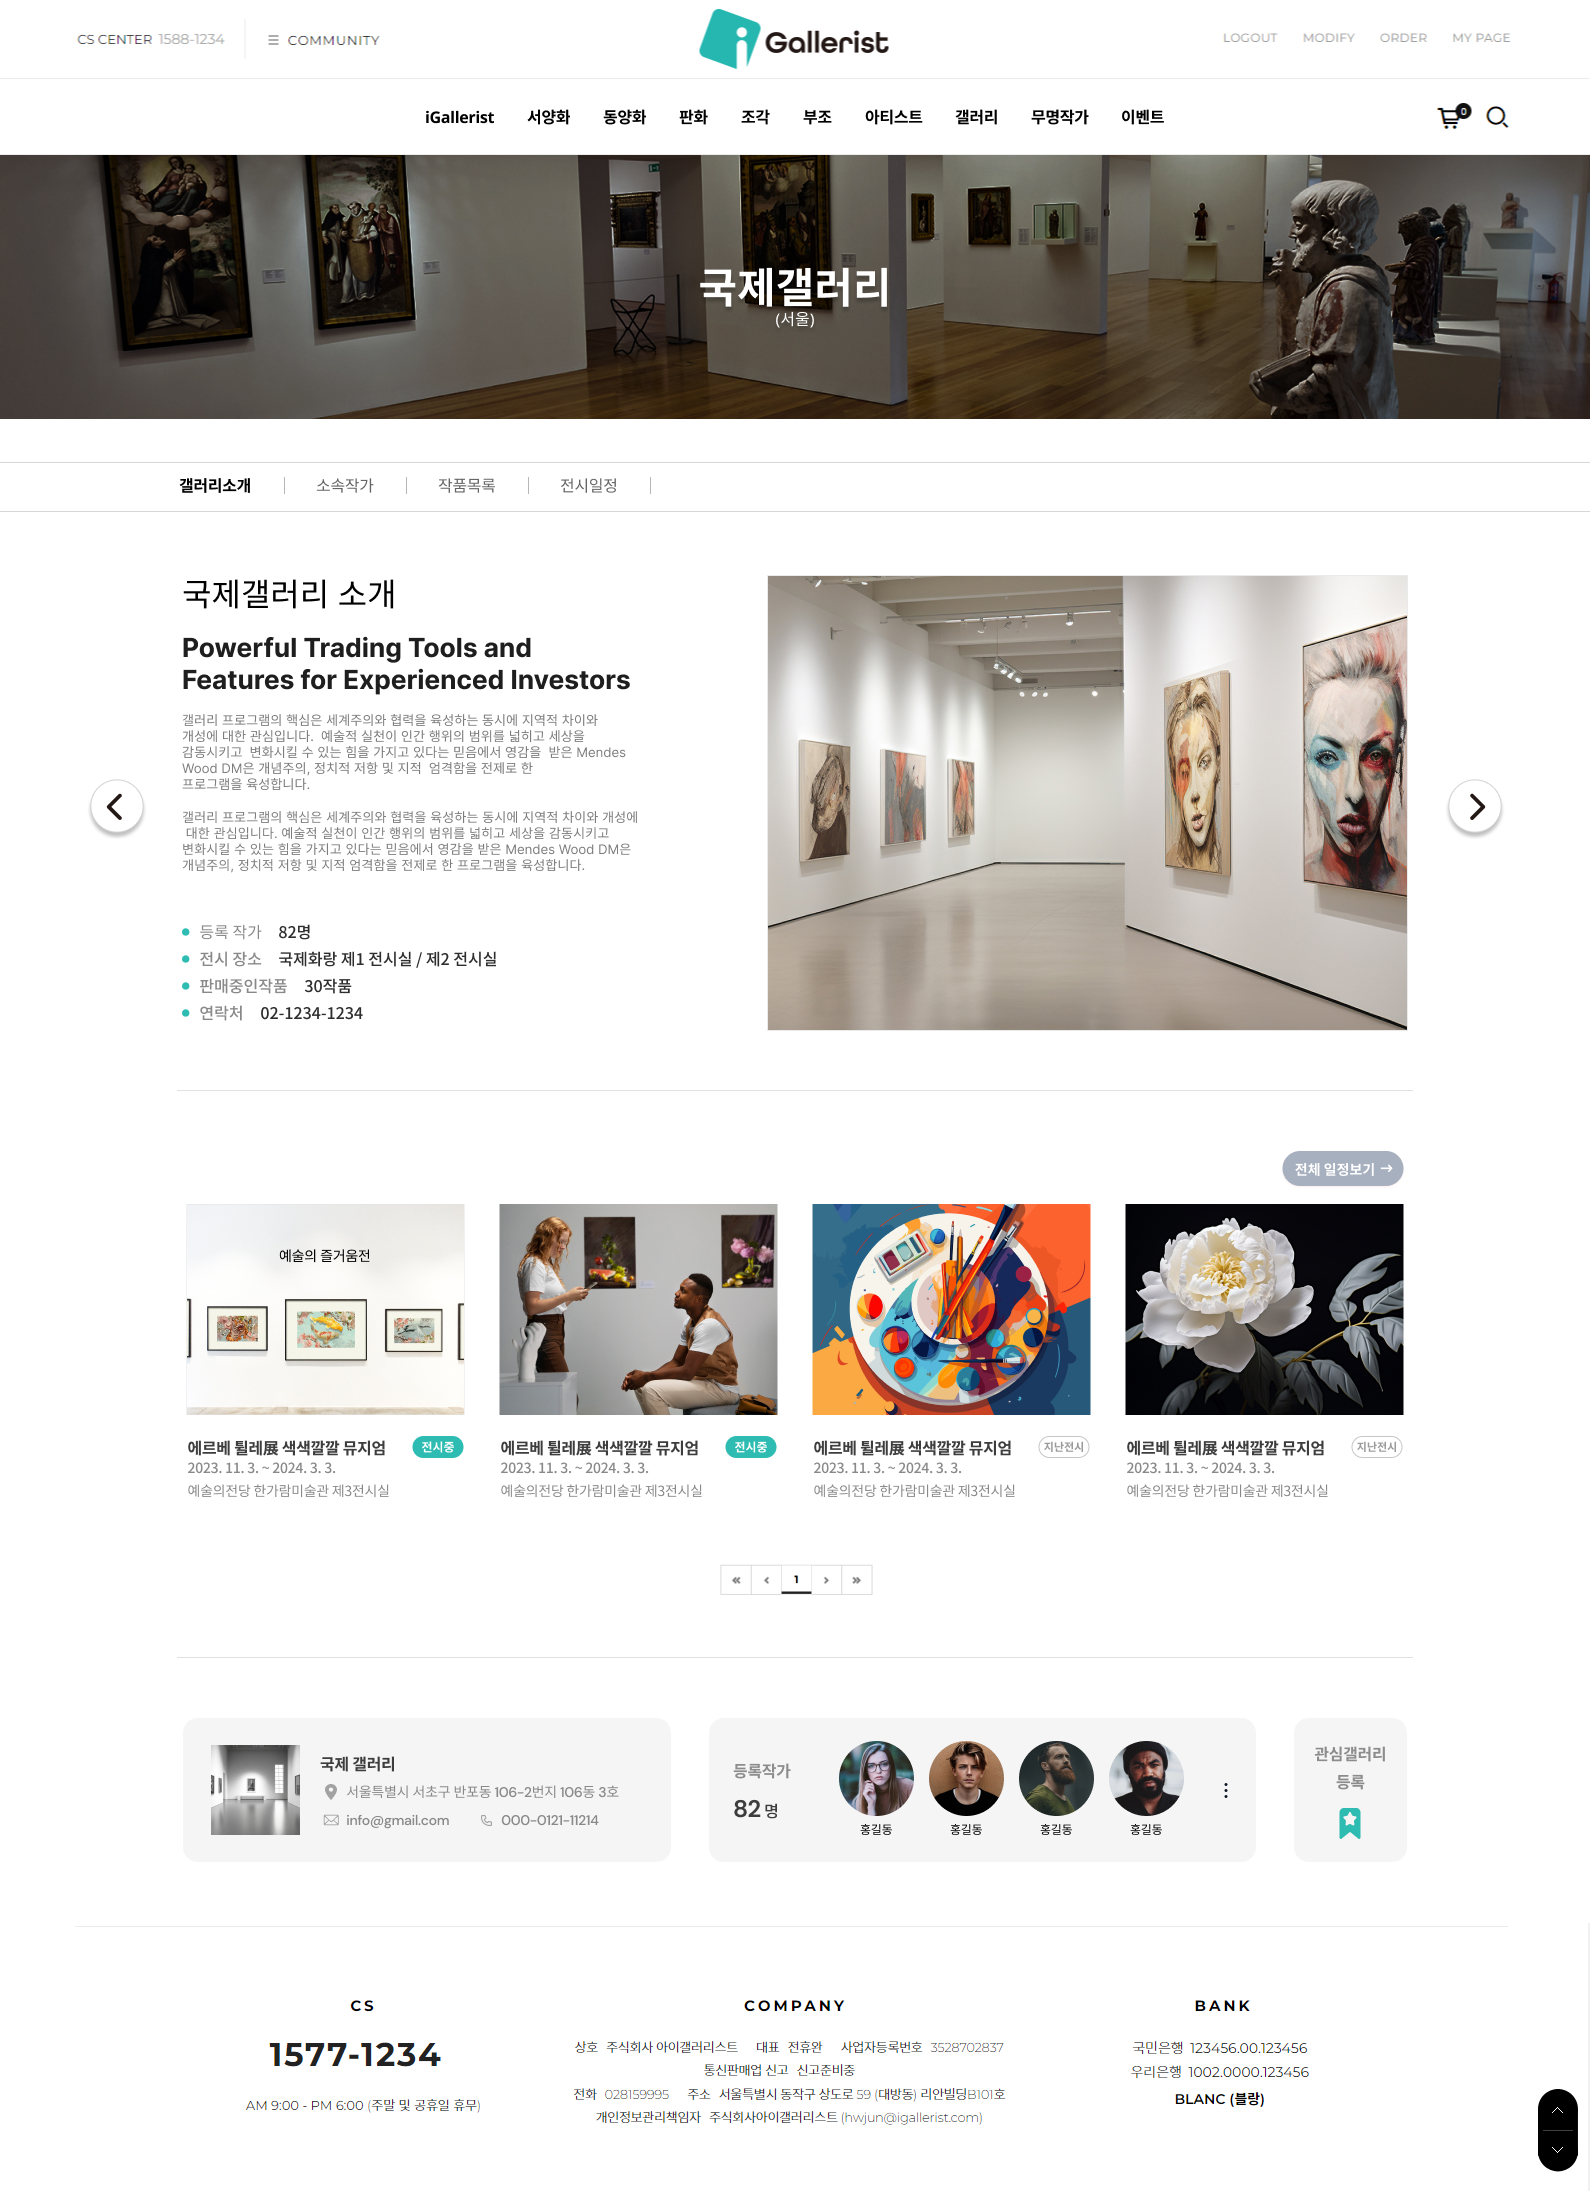 CS CENTER 1588-1234
COMMUNITY
Gallerist
LOGOUT MODIFY ORDER MY PAGE
iGallerist 서양화 동양화 판화 조각 부조 아티스트 갤러리 무명작가 이벤트
0
국제갤러리
(서울)
갤러리소개 소속작가 작품목록 전시일정
국제갤러리 소개
Powerful Trading Tools and
Features for Experienced Investors
갤러리 프로그램의 핵심은 세계주의와 협력을 육성하는 동시에 지역적 차이와
개성에 대한 관심입니다. 예술적 실천이 인간 행위의 범위를 넓히고 세상을
감동시키고 변화시킬 수 있는 힘을 가지고 있다는 믿음에서 영감을 받은 Mendes
Wood DM은 개념주의, 정치적 저항 및 지적 엄격함을 전제로 한
프로그램을 육성합니다.
갤러리 프로그램의 핵심은 세계주의와 협력을 육성하는 동시에 지역적 차이와 개성에
대한 관심입니다. 예술적 실천이 인간 행위의 범위를 넓히고 세상을 감동시키고
변화시킬 수 있는 힘을 가지고 있다는 믿음에서 영감을 받은 Mendes Wood DM은
개념주의, 정치적 저항 및 지적 엄격함을 전제로 한 프로그램을 육성합니다.
등록 작가 82명
전시 장소 국제화랑 제1 전시실 / 제2 전시실
판매중인작품 30작품
연락처 02-1234-1234
전체 일정보기 →
예술의 즐거움전
에르베 튈레展 색색깔깔 뮤지엄 전시중
2023. 11. 3. ~ 2024. 3. 3.
예술의전당 한가람미술관 제3전시실
에르베 튈레展 색색깔깔 뮤지엄 전시중
2023. 11. 3. ~ 2024. 3. 3.
예술의전당 한가람미술관 제3전시실
에르베 튈레展 색색깔깔 뮤지엄 지난전시
2023. 11. 3. ~ 2024. 3. 3.
예술의전당 한가람미술관 제3전시실
에르베 튈레展 색색깔깔 뮤지엄 지난전시
2023. 11. 3. ~ 2024. 3. 3.
예술의전당 한가람미술관 제3전시실
« ‹ 1 › »
국제 갤러리
서울특별시 서초구 반포동 106-2번지 106동 3호
info@gmail.com 000-0121-11214
등록작가
82 명
홍길동 홍길동 홍길동 홍길동
관심갤러리
등록
CS
1577-1234
AM 9:00 - PM 6:00 (주말 및 공휴일 휴무)
COMPANY
상호 주식회사 아이갤러리스트 대표 전휴완 사업자등록번호 3528702837
통신판매업 신고 신고준비중
전화 028159995 주소 서울특별시 동작구 상도로 59 (대방동) 리안빌딩B101호
개인정보관리책임자 주식회사아이갤러리스트 (hwjun@igallerist.com)
BANK
국민은행 123456.00.123456
우리은행 1002.0000.123456
BLANC (블랑)